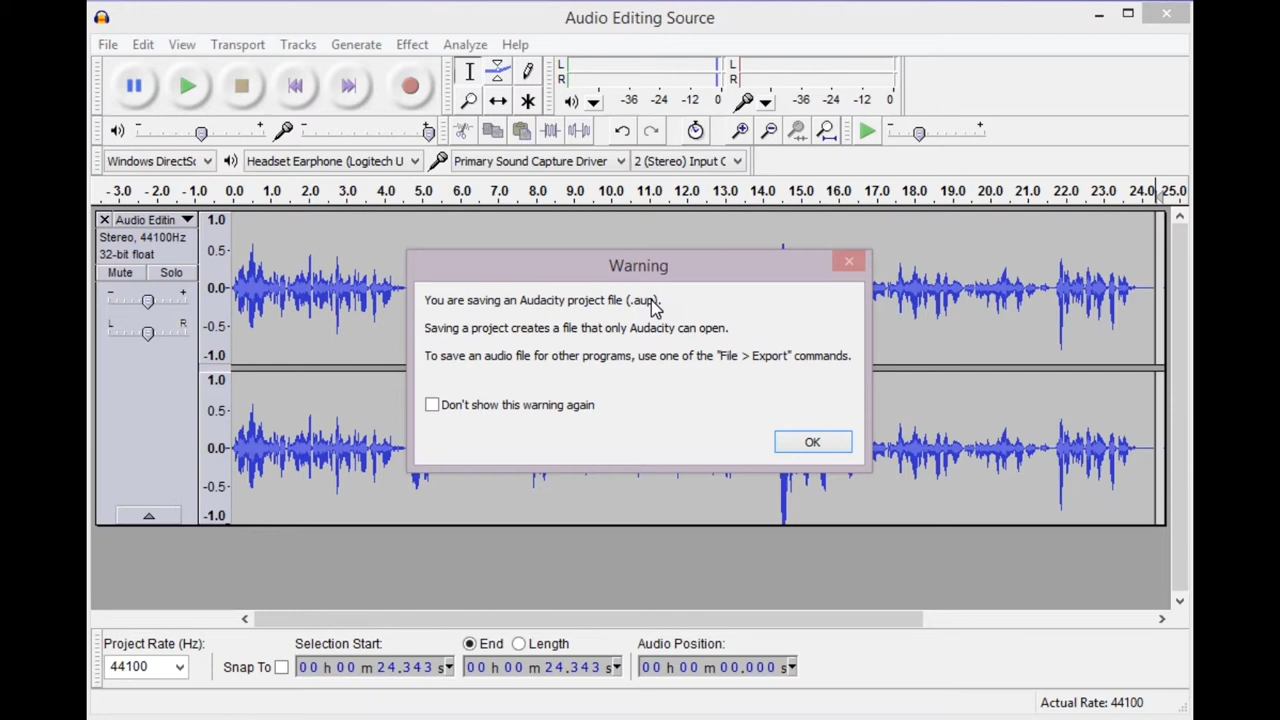 Audio Editing Source
File Edit View Transport Tracks Generate Effect Analyze Help
L
R
-36 -24 -12 0
L
R
-36 -24 -12 0
- +
- +
- +
Windows DirectSo
Headset Earphone (Logitech U
Primary Sound Capture Driver
2 (Stereo) Input C
-3.0 -2.0 -1.0 0.0 1.0 2.0 3.0 4.0 5.0 6.0 7.0 8.0 9.0 10.0 11.0 12.0 13.0 14.0 15.0 16.0 17.0 18.0 19.0 20.0 21.0 22.0 23.0 24.0 25.0
Audio Editin
Stereo, 44100Hz
32-bit float
Mute Solo
- +
L R
1.0
0.5
0.0
-0.5
-1.0
1.0
0.5
0.0
-0.5
-1.0
Warning
You are saving an Audacity project file (.aup).
Saving a project creates a file that only Audacity can open.
To save an audio file for other programs, use one of the "File > Export" commands.
Don't show this warning again
OK
Project Rate (Hz):
44100
Snap To
Selection Start:
00 h 00 m 24.343 s
End Length
00 h 00 m 24.343 s
Audio Position:
00 h 00 m 00.000 s
Actual Rate: 44100